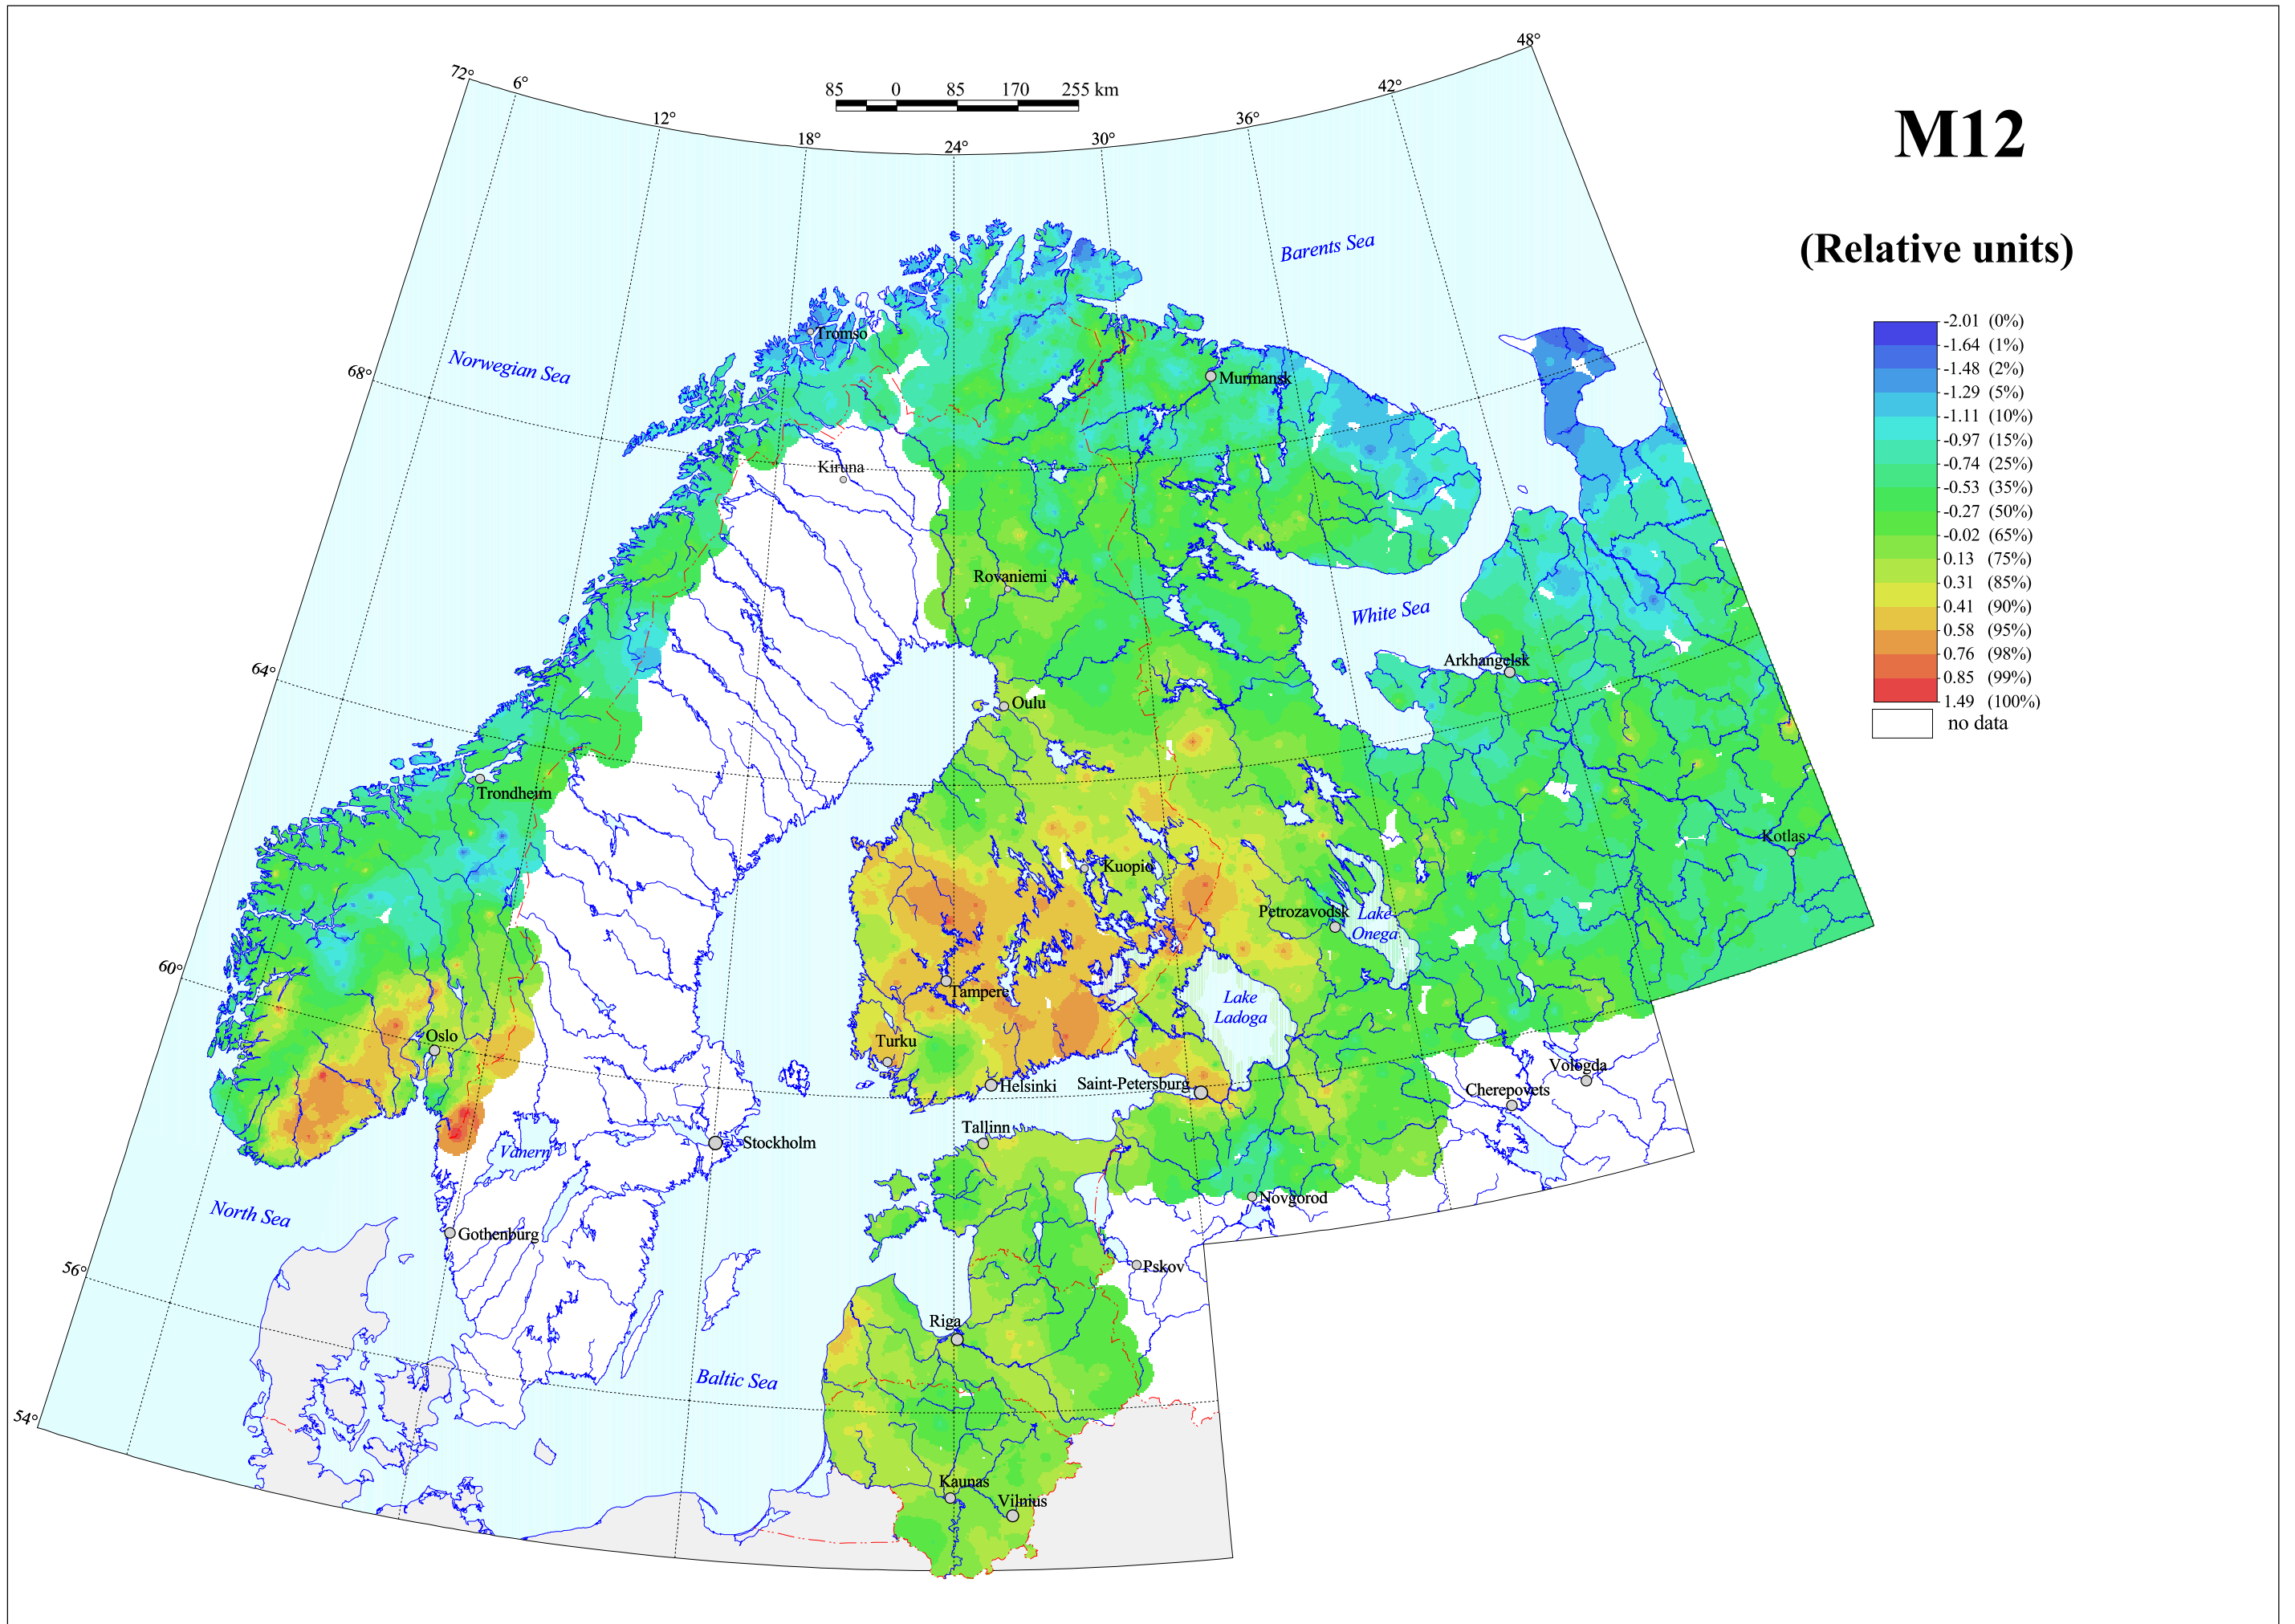 M12
(Relative units)
85 0 85 170 255 km
72° 6° 12° 18° 24° 30° 36° 42° 48°
68°
64°
60°
56°
54°
Barents Sea
Norwegian Sea
Tromso
Murmansk
Kiruna
Rovaniemi
White Sea
Arkhangelsk
Oulu
Trondheim
Kotlas
Kuopio
Petrozavodsk
Lake
Onega
Tampere
Lake
Ladoga
Oslo
Turku
Helsinki
Saint-Petersburg
Vologda
Cherepovets
Tallinn
Stockholm
Vanern
Novgorod
North Sea
Gothenburg
Pskov
Riga
Baltic Sea
Kaunas
Vilnius
-2.01 (0%)
-1.64 (1%)
-1.48 (2%)
-1.29 (5%)
-1.11 (10%)
-0.97 (15%)
-0.74 (25%)
-0.53 (35%)
-0.27 (50%)
-0.02 (65%)
0.13 (75%)
0.31 (85%)
0.41 (90%)
0.58 (95%)
0.76 (98%)
0.85 (99%)
1.49 (100%)
no data